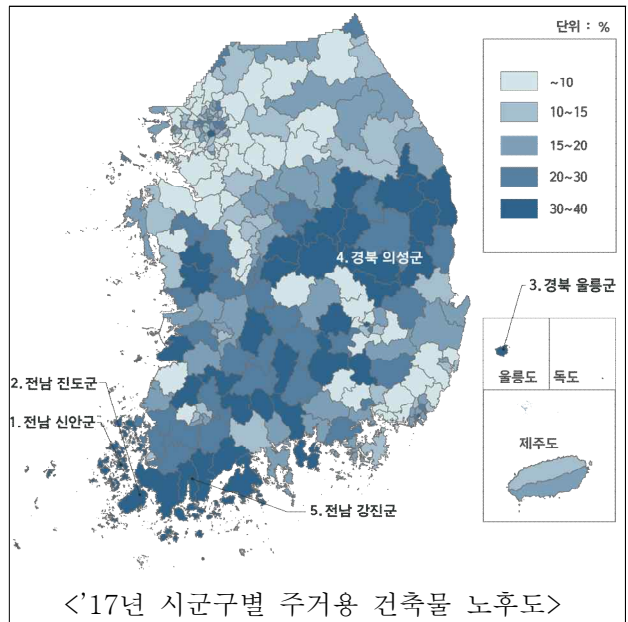 단위 : %
~10
10~15
15~20
20~30
30~40
4.경북 의성군
3.경북 울릉군
울릉도
독도
2.전남 진도군
1.전남 신안군
제주도
5.전남 강진군
<'17년 시군구별 주거용 건축물 노후도>